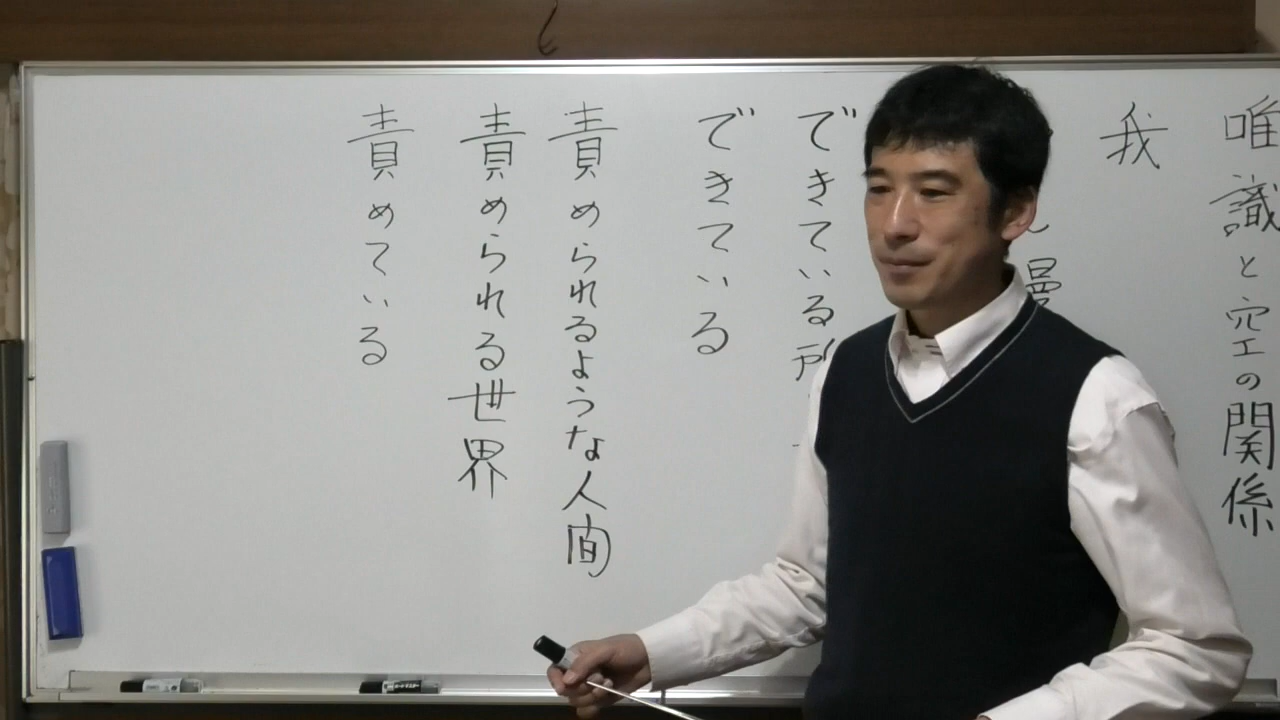 唯識と空の関係
我
慢
できている所
できている
責められるような人間
責められる世界
責めている